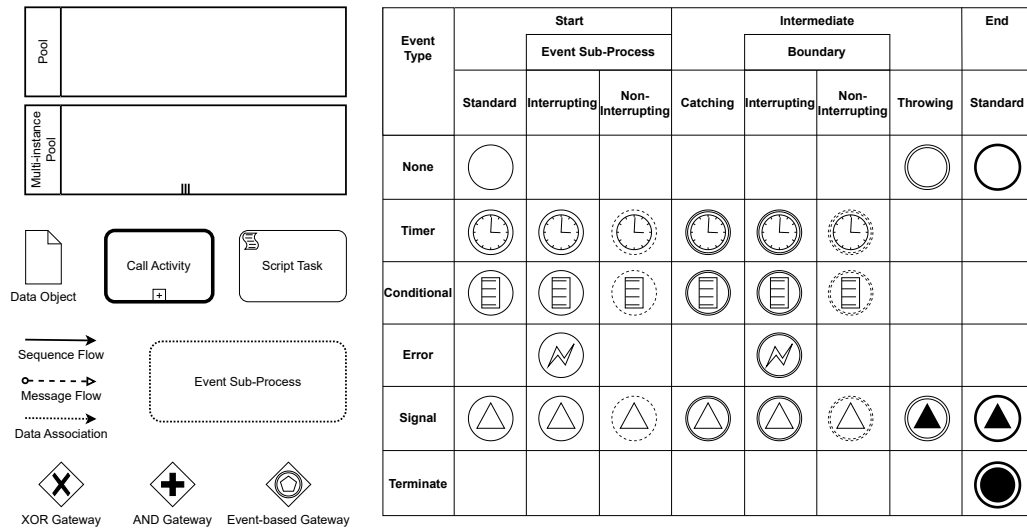 Pool
Multi-instance
Pool
Data Object
Call Activity
Script Task
Sequence Flow
Message Flow
Data Association
Event Sub-Process
XOR Gateway
AND Gateway
Event-based Gateway
Event
Type
Start
Intermediate
End
Event Sub-Process
Boundary
Standard
Interrupting
Non-
Interrupting
Catching
Interrupting
Non-
Interrupting
Throwing
Standard
None
Timer
Conditional
Error
Signal
Terminate